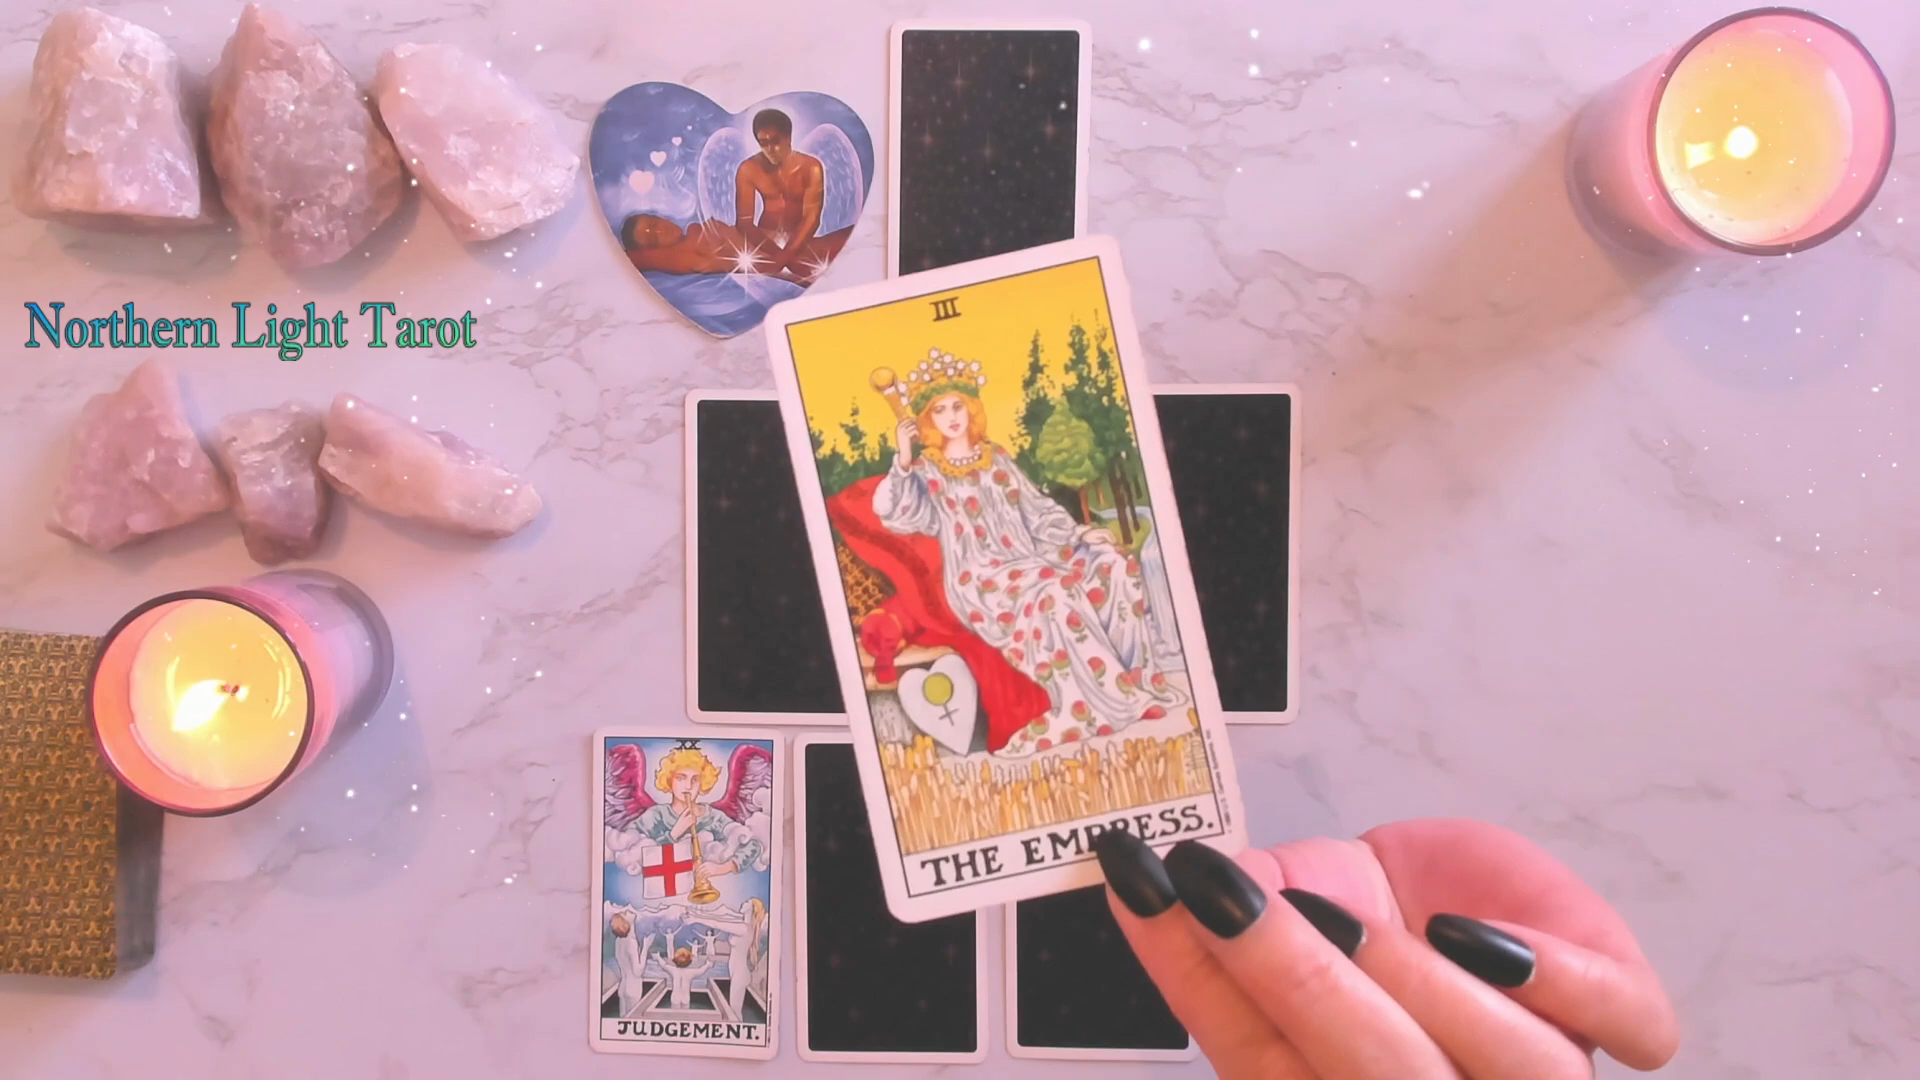 III
Northern Light Tarot
XX
THE EMPRESS.
JUDGEMENT.